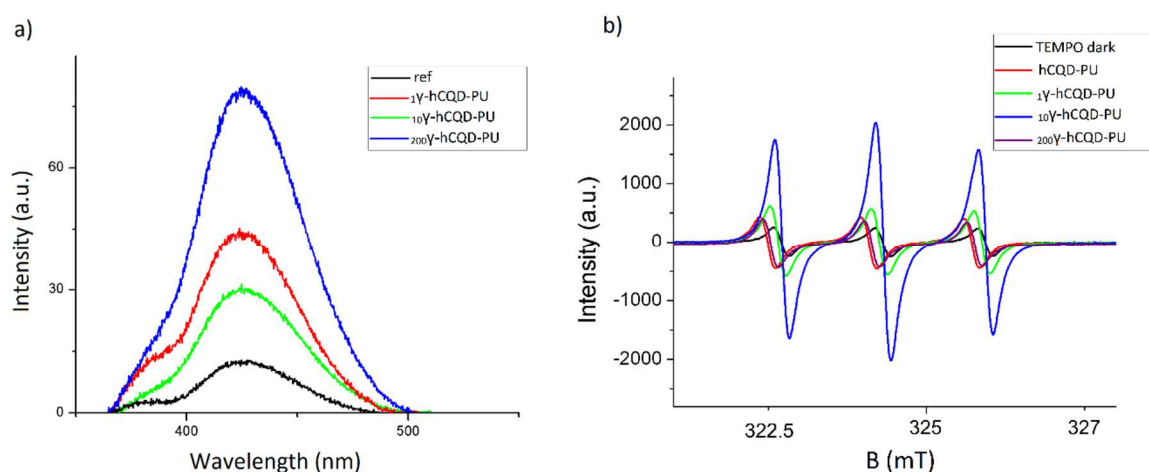 a)
Intensity (a.u.)
60
30
0
400
500
Wavelength (nm)
ref
₁γ-hCQD-PU
₁₀γ-hCQD-PU
₂₀₀γ-hCQD-PU
b)
Intensity (a.u.)
2000
1000
0
-1000
-2000
322.5
325
327
B (mT)
TEMPO dark
hCQD-PU
₁γ-hCQD-PU
₁₀γ-hCQD-PU
₂₀₀γ-hCQD-PU